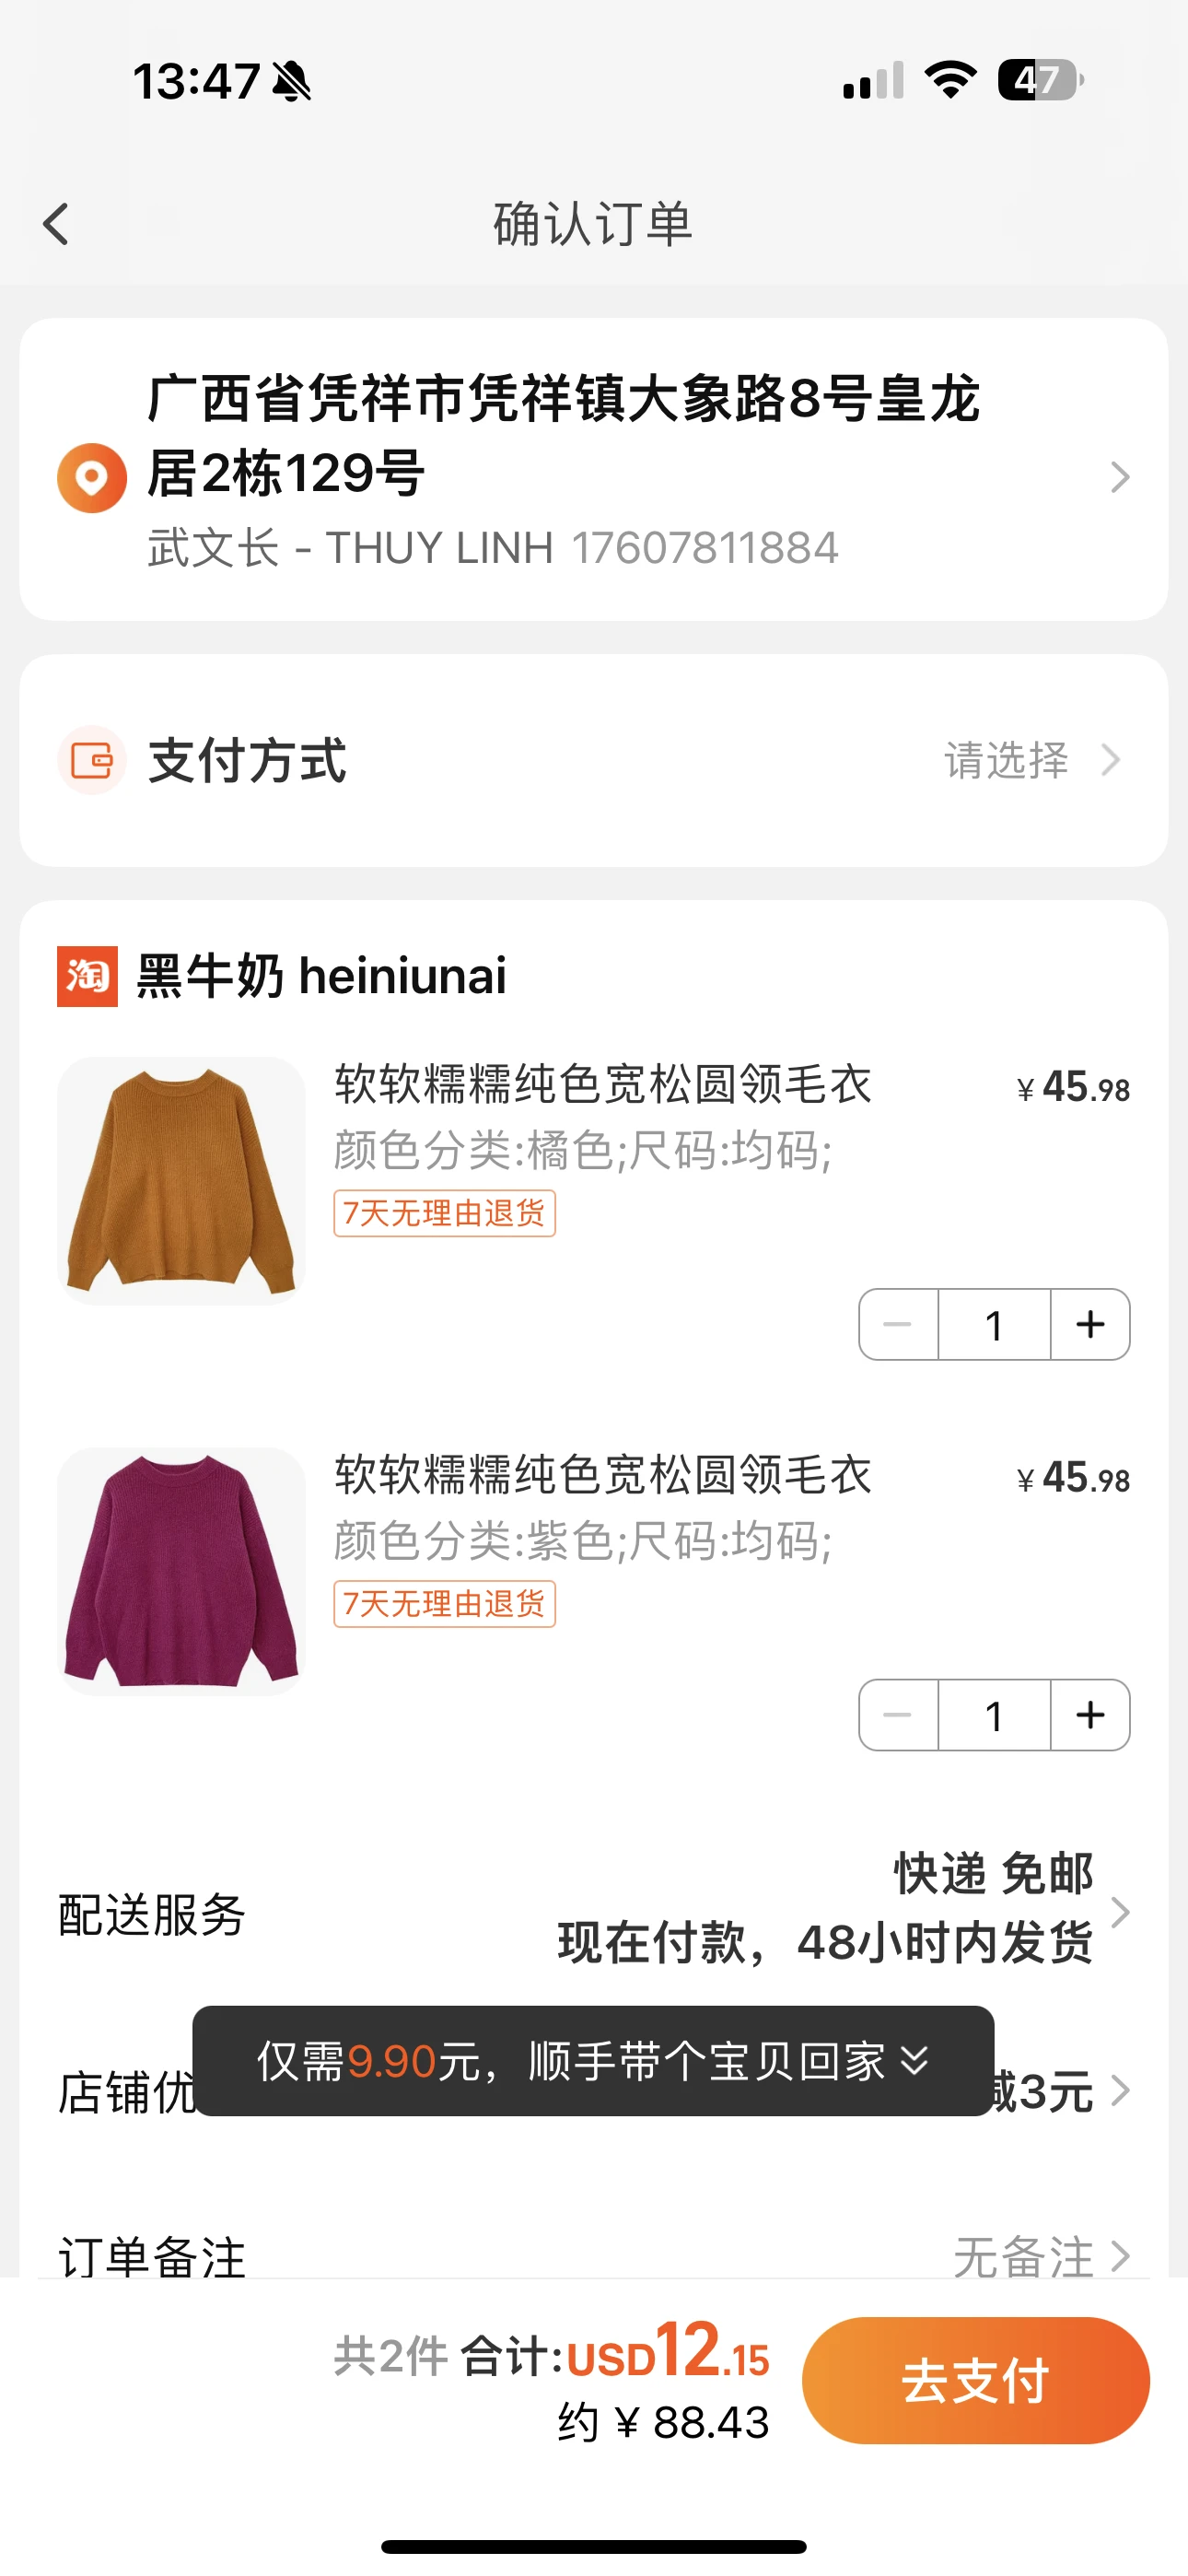 13:47
47
确认订单
广西省凭祥市凭祥镇大象路8号皇龙
居2栋129号
武文长 - THUY LINH 17607811884
支付方式 请选择
淘 黑牛奶 heiniunai
软软糯糯纯色宽松圆领毛衣 ¥45.98
颜色分类:橘色;尺码:均码;
7天无理由退货
1
软软糯糯纯色宽松圆领毛衣 ¥45.98
颜色分类:紫色;尺码:均码;
7天无理由退货
1
快递 免邮
配送服务
现在付款，48小时内发货
仅需9.90元，顺手带个宝贝回家
店铺优 减3元
订单备注 无备注
共2件 合计:USD12.15
约 ¥ 88.43
去支付